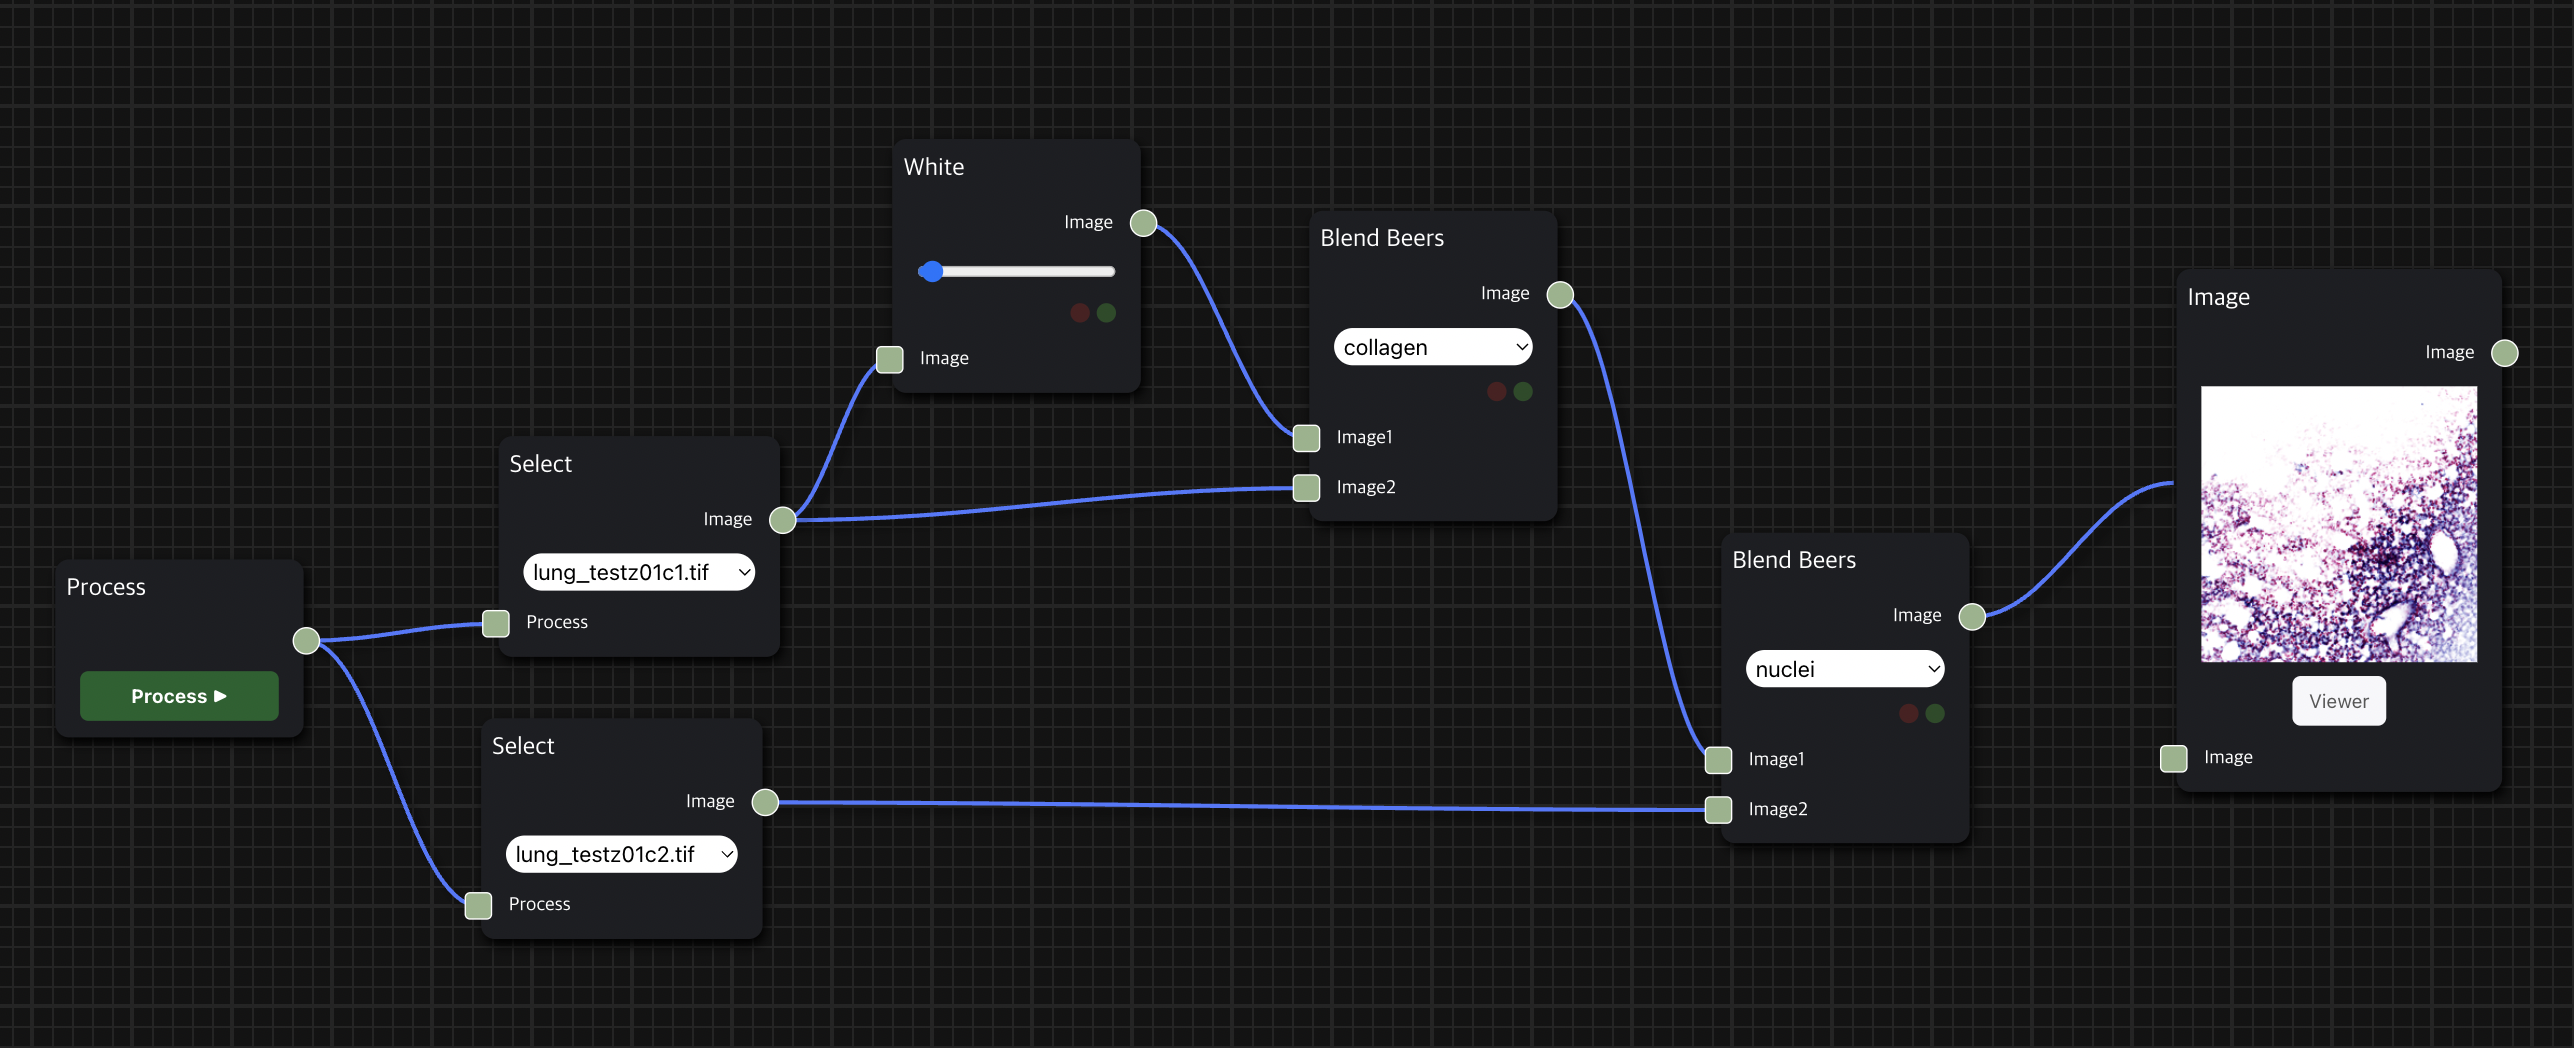 Process
Process ▶
Select
Image
lung_testz01c1.tif
Process
Select
Image
lung_testz01c2.tif
Process
White
Image
Image
Blend Beers
Image
collagen
Image1
Image2
Blend Beers
Image
nuclei
Image1
Image2
Image
Image
Viewer
Image